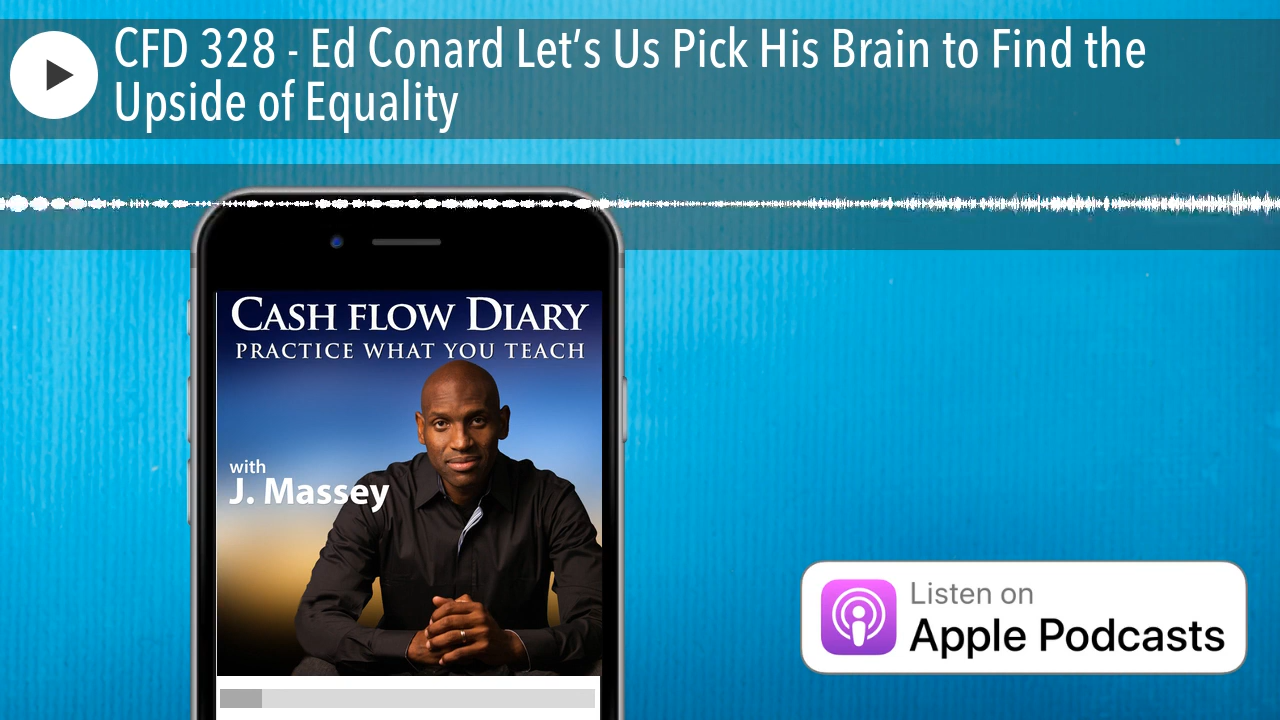 CFD 328 - Ed Conard Let’s Us Pick His Brain to Find the
Upside of Equality
CASH FLOW DIARY
PRACTICE WHAT YOU TEACH
with
J. Massey
Listen on
Apple Podcasts